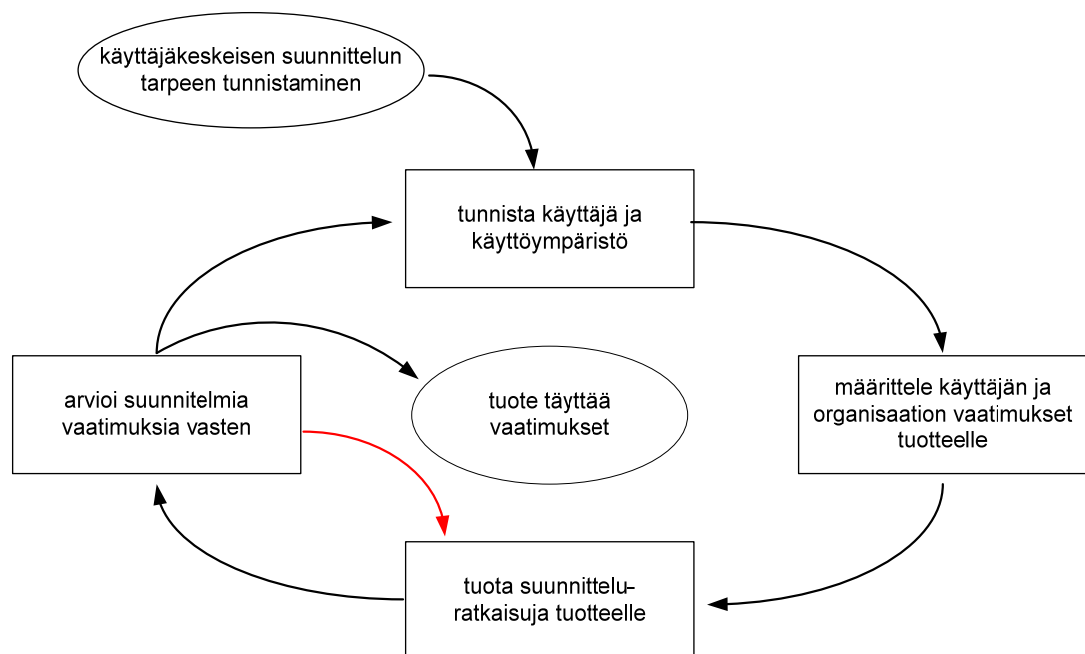 käyttäjäkeskeisen suunnittelun
tarpeen tunnistaminen
tunnista käyttäjä ja
käyttöympäristö
määrittele käyttäjän ja
organisaation vaatimukset
tuotteelle
tuota suunnittelu–
ratkaisuja tuotteelle
arvioi suunnitelmia
vaatimuksia vasten
tuote täyttää
vaatimukset